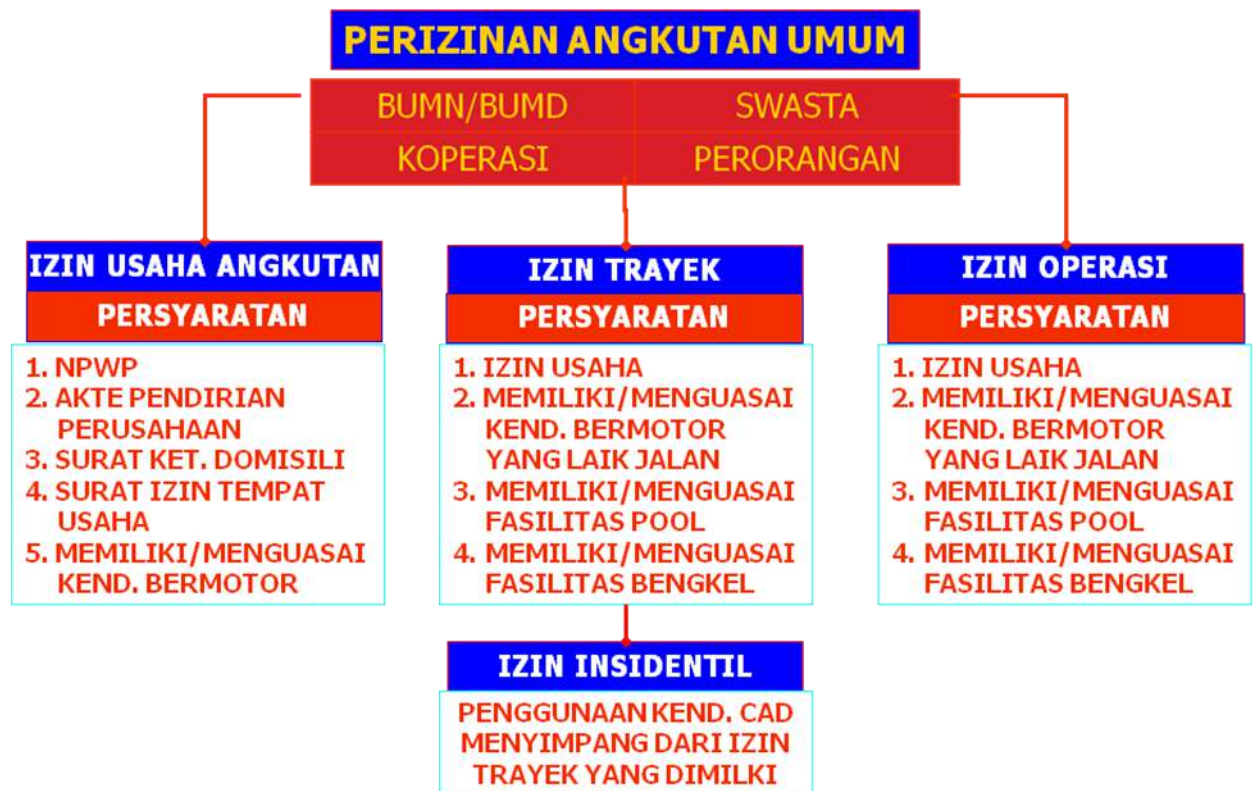 PERIZINAN ANGKUTAN UMUM
BUMN/BUMD
SWASTA
KOPERASI
PERORANGAN
IZIN USAHA ANGKUTAN
PERSYARATAN
1. NPWP
2. AKTE PENDIRIAN
PERUSAHAAN
3. SURAT KET. DOMISILI
4. SURAT IZIN TEMPAT
USAHA
5. MEMILIKI/MENGUASAI
KEND. BERMOTOR
IZIN TRAYEK
PERSYARATAN
1. IZIN USAHA
2. MEMILIKI/MENGUASAI
KEND. BERMOTOR
YANG LAIK JALAN
3. MEMILIKI/MENGUASAI
FASILITAS POOL
4. MEMILIKI/MENGUASAI
FASILITAS BENGKEL
IZIN OPERASI
PERSYARATAN
1. IZIN USAHA
2. MEMILIKI/MENGUASAI
KEND. BERMOTOR
YANG LAIK JALAN
3. MEMILIKI/MENGUASAI
FASILITAS POOL
4. MEMILIKI/MENGUASAI
FASILITAS BENGKEL
IZIN INSIDENTIL
PENGGUNAAN KEND. CAD
MENYIMPANG DARI IZIN
TRAYEK YANG DIMILKI